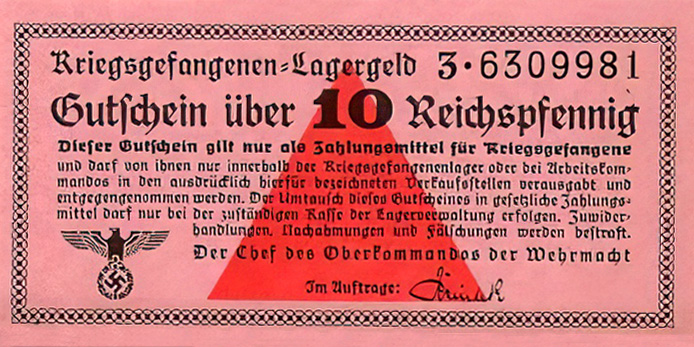 Kriegsgefangenen-Lagergeld 3·6309981
Gutschein über 10 Reichspfennig
Dieser Gutschein gilt nur als Zahlungsmittel für Kriegsgefangene
und darf von ihnen nur innerhalb der Kriegsgefangenenlager oder bei Arbeitskom-
mandos in den ausdrücklich hierfür bezeichneten Verkaufsstellen verausgabt und
entgegengenommen werden. Der Umtausch dieses Gutscheines in gesetzliche Zahlungs-
mittel darf nur bei der zuständigen Kasse der Lagerverwaltung erfolgen. Zuwider-
handlungen, Nachahmungen und Fälschungen werden bestraft.
Der Chef des Oberkommandos der Wehrmacht
Im Auftrage: